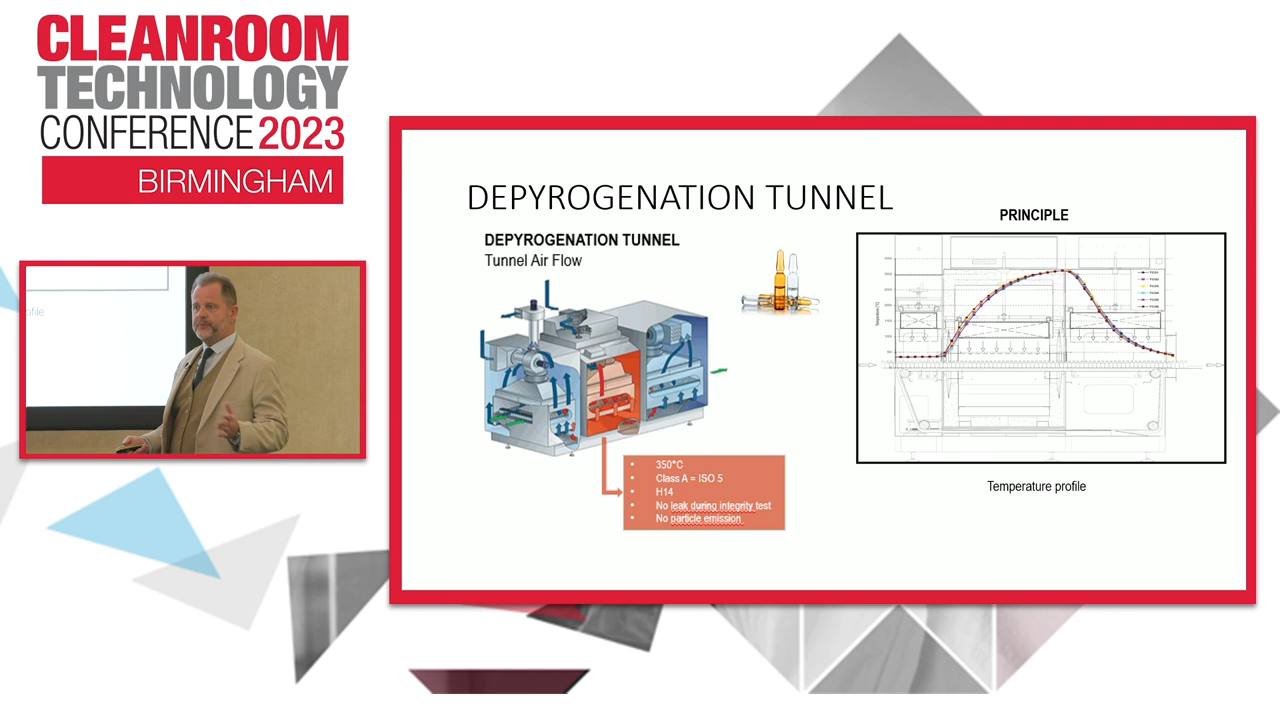 CLEANROOM
TECHNOLOGY
CONFERENCE 2023
BIRMINGHAM
ofile
DEPYROGENATION TUNNEL
DEPYROGENATION TUNNEL
Tunnel Air Flow
• 350°C
• Class A = ISO 5
• H14
• No leak during integrity test
• No particle emission
PRINCIPLE
Temperature profile